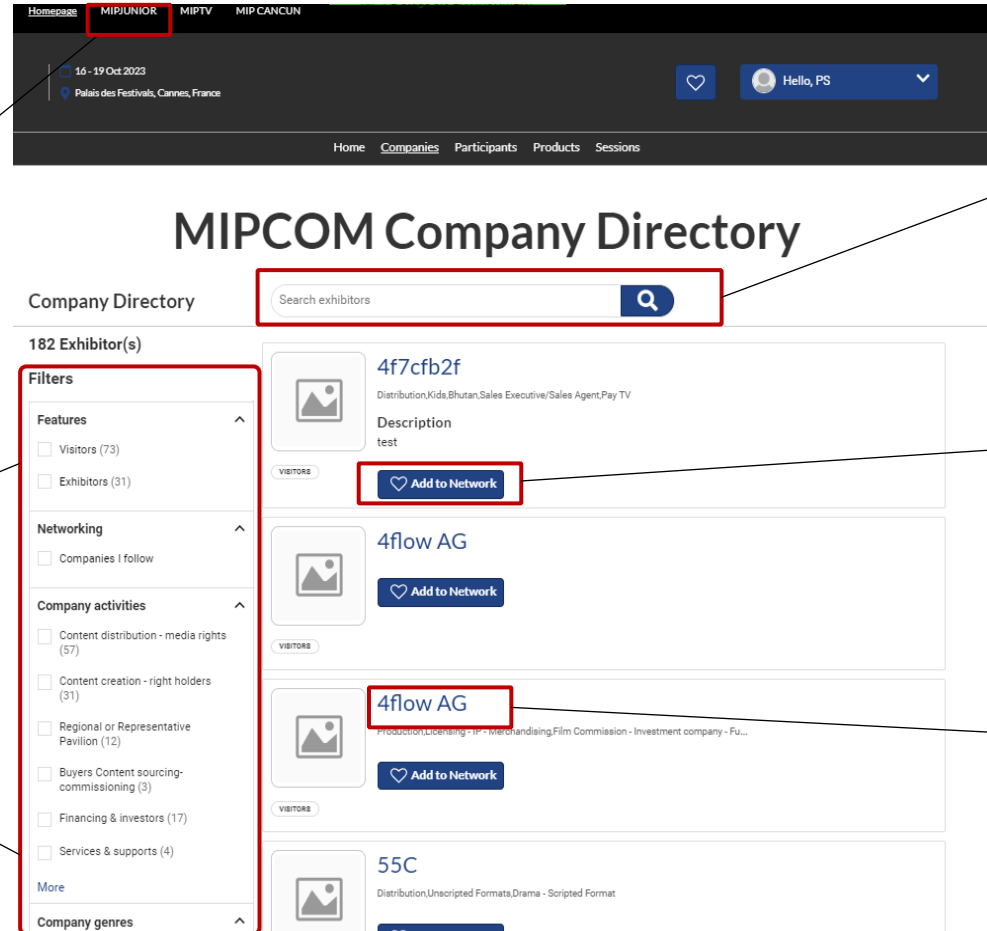 Homepage MIPJUNIOR MIPTV MIP CANCUN
16 - 19 Oct 2023
Palais des Festivals, Cannes, France
Hello, PS
Home Companies Participants Products Sessions
MIPCOM Company Directory
Company Directory
Search exhibitors
182 Exhibitor(s)
Filters
Features
Visitors (73)
Exhibitors (31)
Networking
Companies I follow
Company activities
Content distribution - media rights
(57)
Content creation - right holders
(31)
Regional or Representative
Pavilion (12)
Buyers Content sourcing-
commissioning (3)
Financing & investors (17)
Services & supports (4)
More
Company genres
4f7cfb2f
Distribution,Kids,Bhutan,Sales Executive/Sales Agent,Pay TV
Description
test
VISITORS
Add to Network
4flow AG
Add to Network
VISITORS
4flow AG
Production,Licensing - IP - Merchandising,Film Commission - Investment company - Fu...
Add to Network
VISITORS
55C
Distribution,Unscripted Formats,Drama - Scripted Format